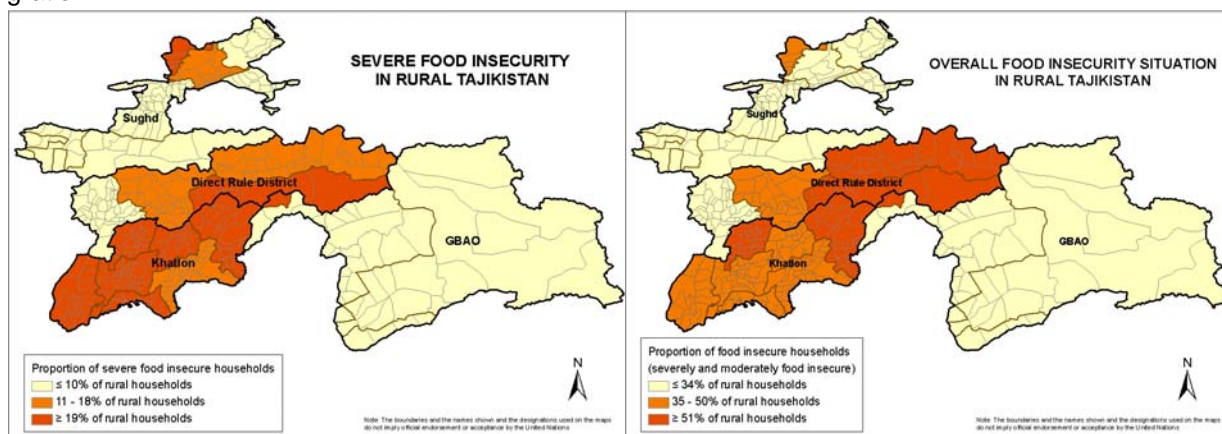 SEVERE FOOD INSECURITY
IN RURAL TAJIKISTAN
Sughd
Direct Rule District
Khatlon
GBAO
Proportion of severe food insecure households
≤ 10% of rural households
11 - 18% of rural households
≥ 19% of rural households
N
Note: The boundaries and the names shown and the designations used on the maps
do not imply official endorsement or acceptance by the United Nations
OVERALL FOOD INSECURITY SITUATION
IN RURAL TAJIKISTAN
Sughd
Direct Rule District
Khatlon
GBAO
Proportion of food insecure households
(severely and moderately food insecure)
≤ 34% of rural households
35 - 50% of rural households
≥ 51% of rural households
N
Note: The boundaries and the names shown and the designations used on the maps
do not imply official endorsement or acceptance by the United Nations